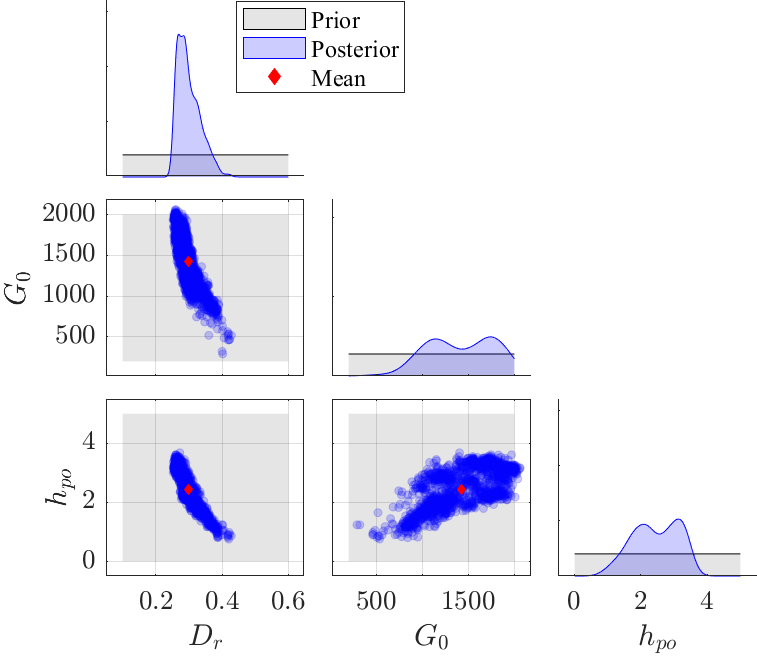 Prior
Posterior
Mean
2000
1500
1000
500
G₀
4
2
0
hₚₒ
0.2 0.4 0.6
500 1500
0 2 4
Dᵣ
G₀
hₚₒ